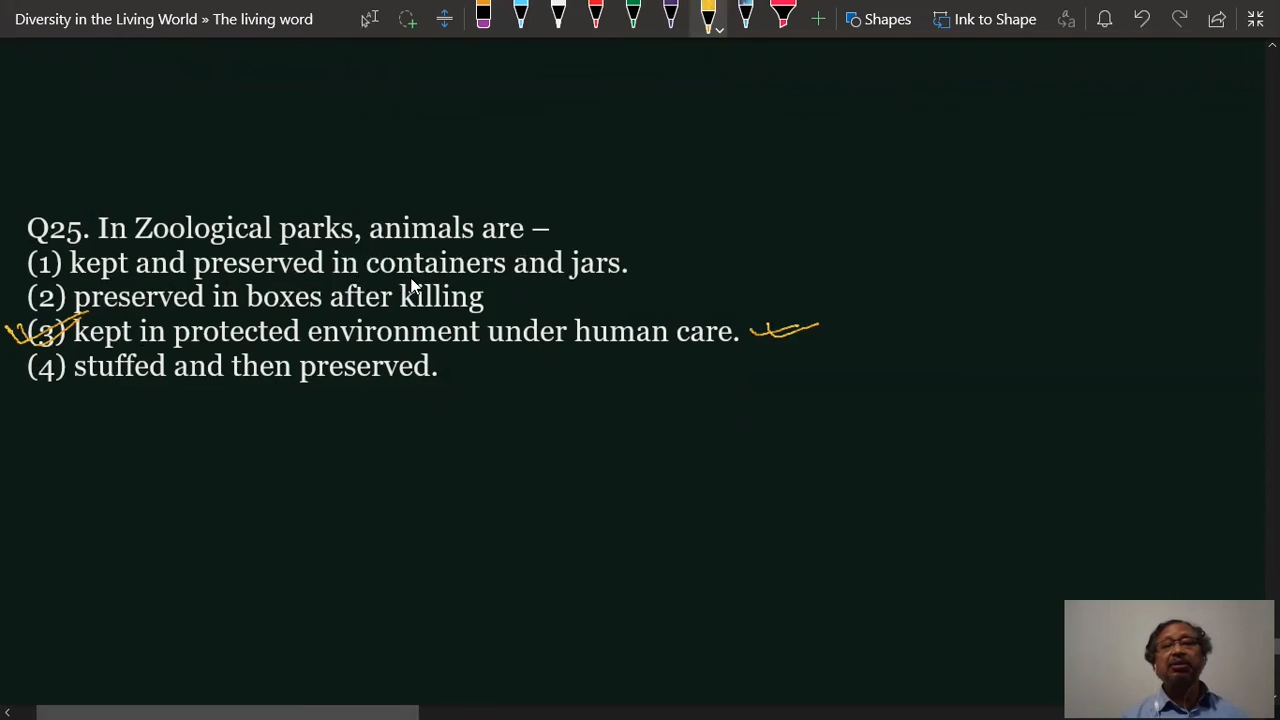 Diversity in the Living World » The living word
Shapes
Ink to Shape
Q25. In Zoological parks, animals are –
(1) kept and preserved in containers and jars.
(2) preserved in boxes after killing
(3) kept in protected environment under human care.
(4) stuffed and then preserved.